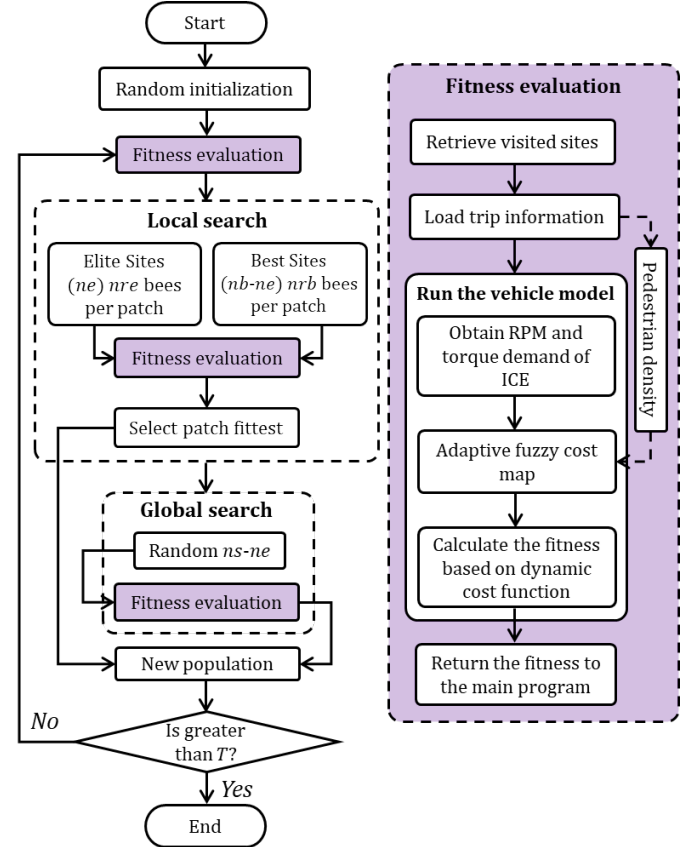 Start
Random initialization
Fitness evaluation
Local search
Elite Sites
(ne) nre bees
per patch
Best Sites
(nb-ne) nrb bees
per patch
Fitness evaluation
Select patch fittest
Global search
Random ns-ne
Fitness evaluation
New population
No
Is greater
than T?
Yes
End
Fitness evaluation
Retrieve visited sites
Load trip information
Pedestrian density
Run the vehicle model
Obtain RPM and
torque demand of
ICE
Adaptive fuzzy cost
map
Calculate the fitness
based on dynamic
cost function
Return the fitness to
the main program